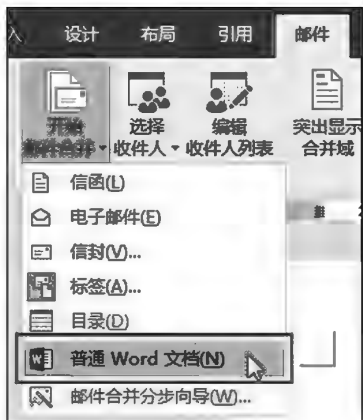 入 设计 布局 引用 邮件
开始 选择 编辑 突出显示
邮件合并 收件人 收件人列表 合并域
信函(L)
电子邮件(E)
信封(V)...
标签(A)...
目录(D)
普通 Word 文档(N)
邮件合并分步向导(W)...